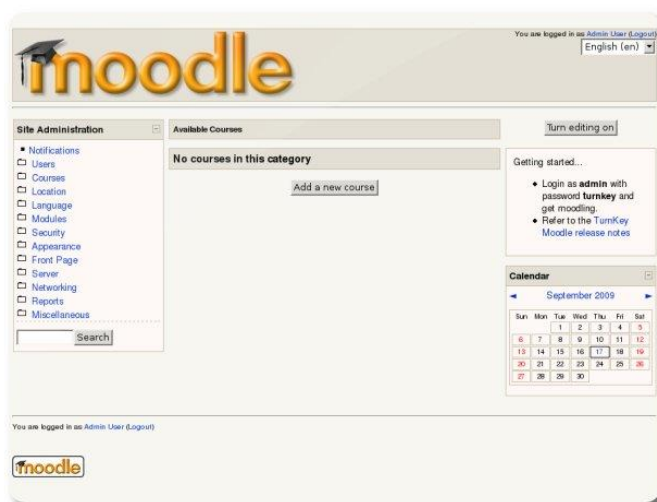 moodle
You are logged in as Admin User (Logout)
English (en)
Site Administration
Notifications
Users
Courses
Location
Language
Modules
Security
Appearance
Front Page
Server
Networking
Reports
Miscellaneous
Search
Available Courses
No courses in this category
Add a new course
Turn editing on
Getting started...
Login as admin with
password turnkey and
get moodling.
Refer to the TurnKey
Moodle release notes
Calendar
September 2009
Sun Mon Tue Wed Thu Fri Sat
1 2 3 4 5
6 7 8 9 10 11 12
13 14 15 16 17 18 19
20 21 22 23 24 25 26
27 28 29 30
You are logged in as Admin User (Logout)
moodle